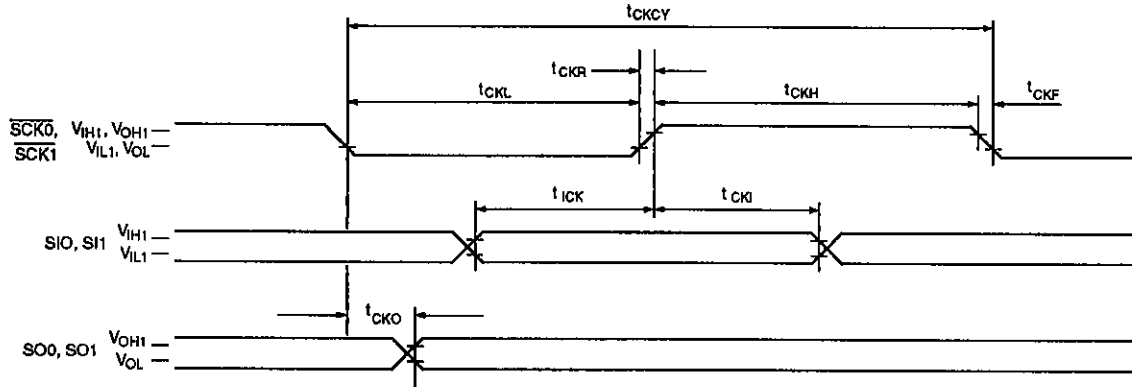 tCKCY
tCKR
tCKL
tCKH
tCKF
SCK0, VIH1, VOH1
SCK1 VIL1, VOL
tICK
tCKI
SI0, SI1 VIH1
VIL1
tCKO
SO0, SO1 VOH1
VOL